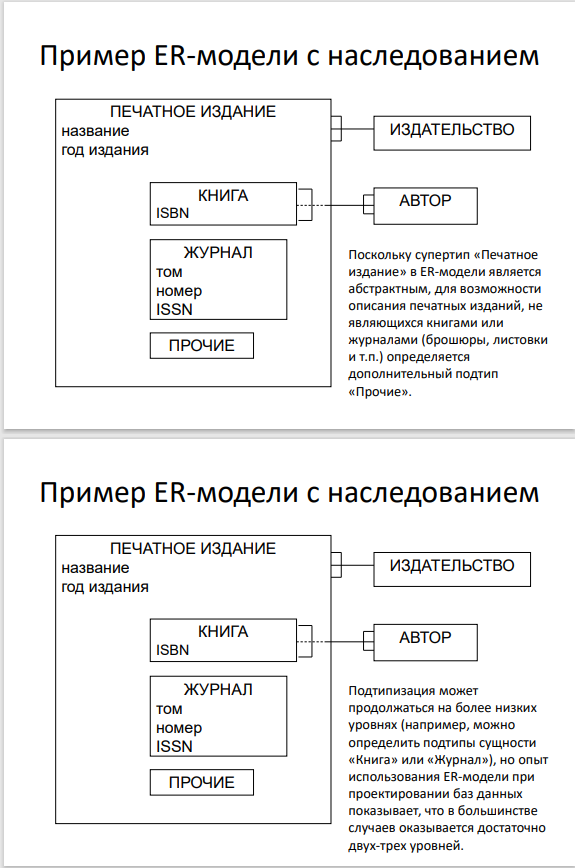 Пример ER-модели с наследованием
ПЕЧАТНОЕ ИЗДАНИЕ
название
год издания
ИЗДАТЕЛЬСТВО
КНИГА
ISBN
АВТОР
ЖУРНАЛ
том
номер
ISSN
ПРОЧИЕ
Поскольку супертип «Печатное
издание» в ER-модели является
абстрактным, для возможности
описания печатных изданий, не
являющихся книгами или
журналами (брошюры, листовки
и т.п.) определяется
дополнительный подтип
«Прочие».
Пример ER-модели с наследованием
ПЕЧАТНОЕ ИЗДАНИЕ
название
год издания
ИЗДАТЕЛЬСТВО
КНИГА
ISBN
АВТОР
ЖУРНАЛ
том
номер
ISSN
ПРОЧИЕ
Подтипизация может
продолжаться на более низких
уровнях (например, можно
определить подтипы сущности
«Книга» или «Журнал»), но опыт
использования ER-модели при
проектировании баз данных
показывает, что в большинстве
случаев оказывается достаточно
двух-трех уровней.